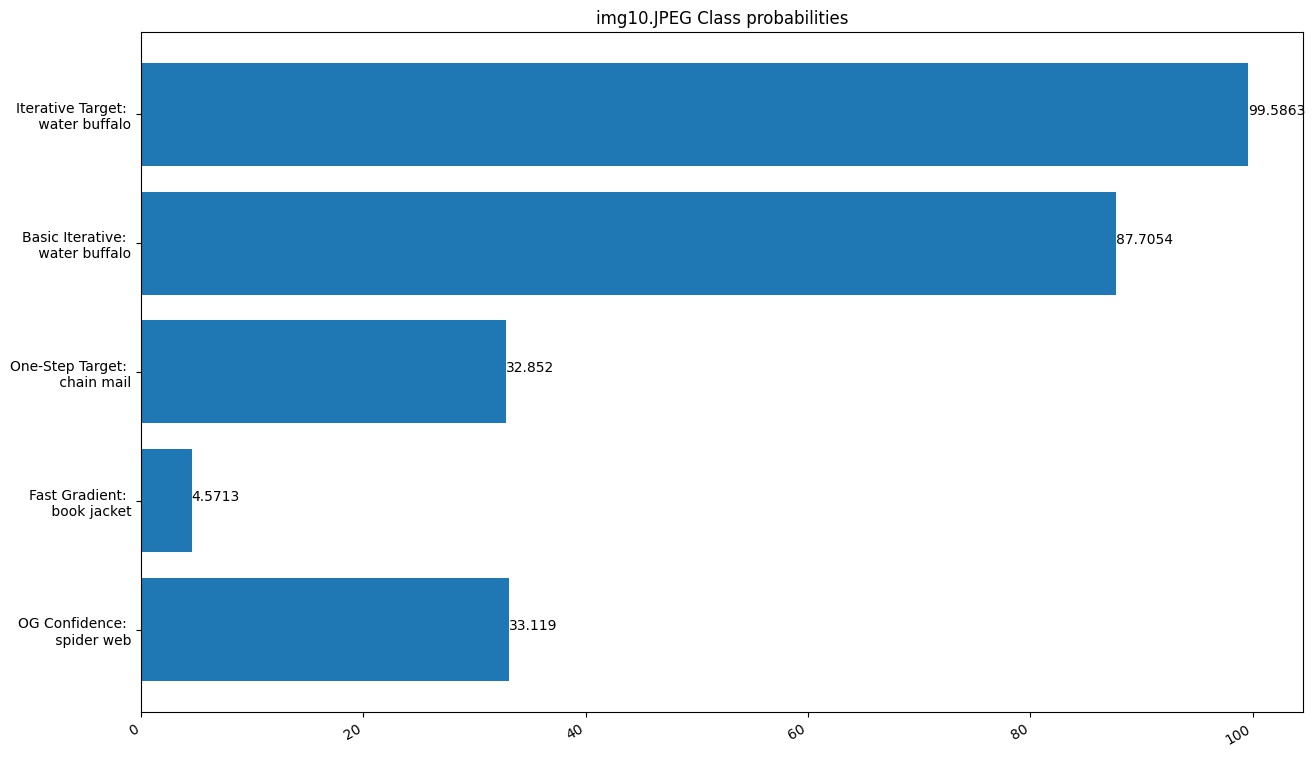 img10.JPEG Class probabilities
Iterative Target:
water buffalo
99.5863
Basic Iterative:
water buffalo
87.7054
One-Step Target:
chain mail
32.852
Fast Gradient:
book jacket
4.5713
OG Confidence:
spider web
33.119
0
20
40
60
80
100